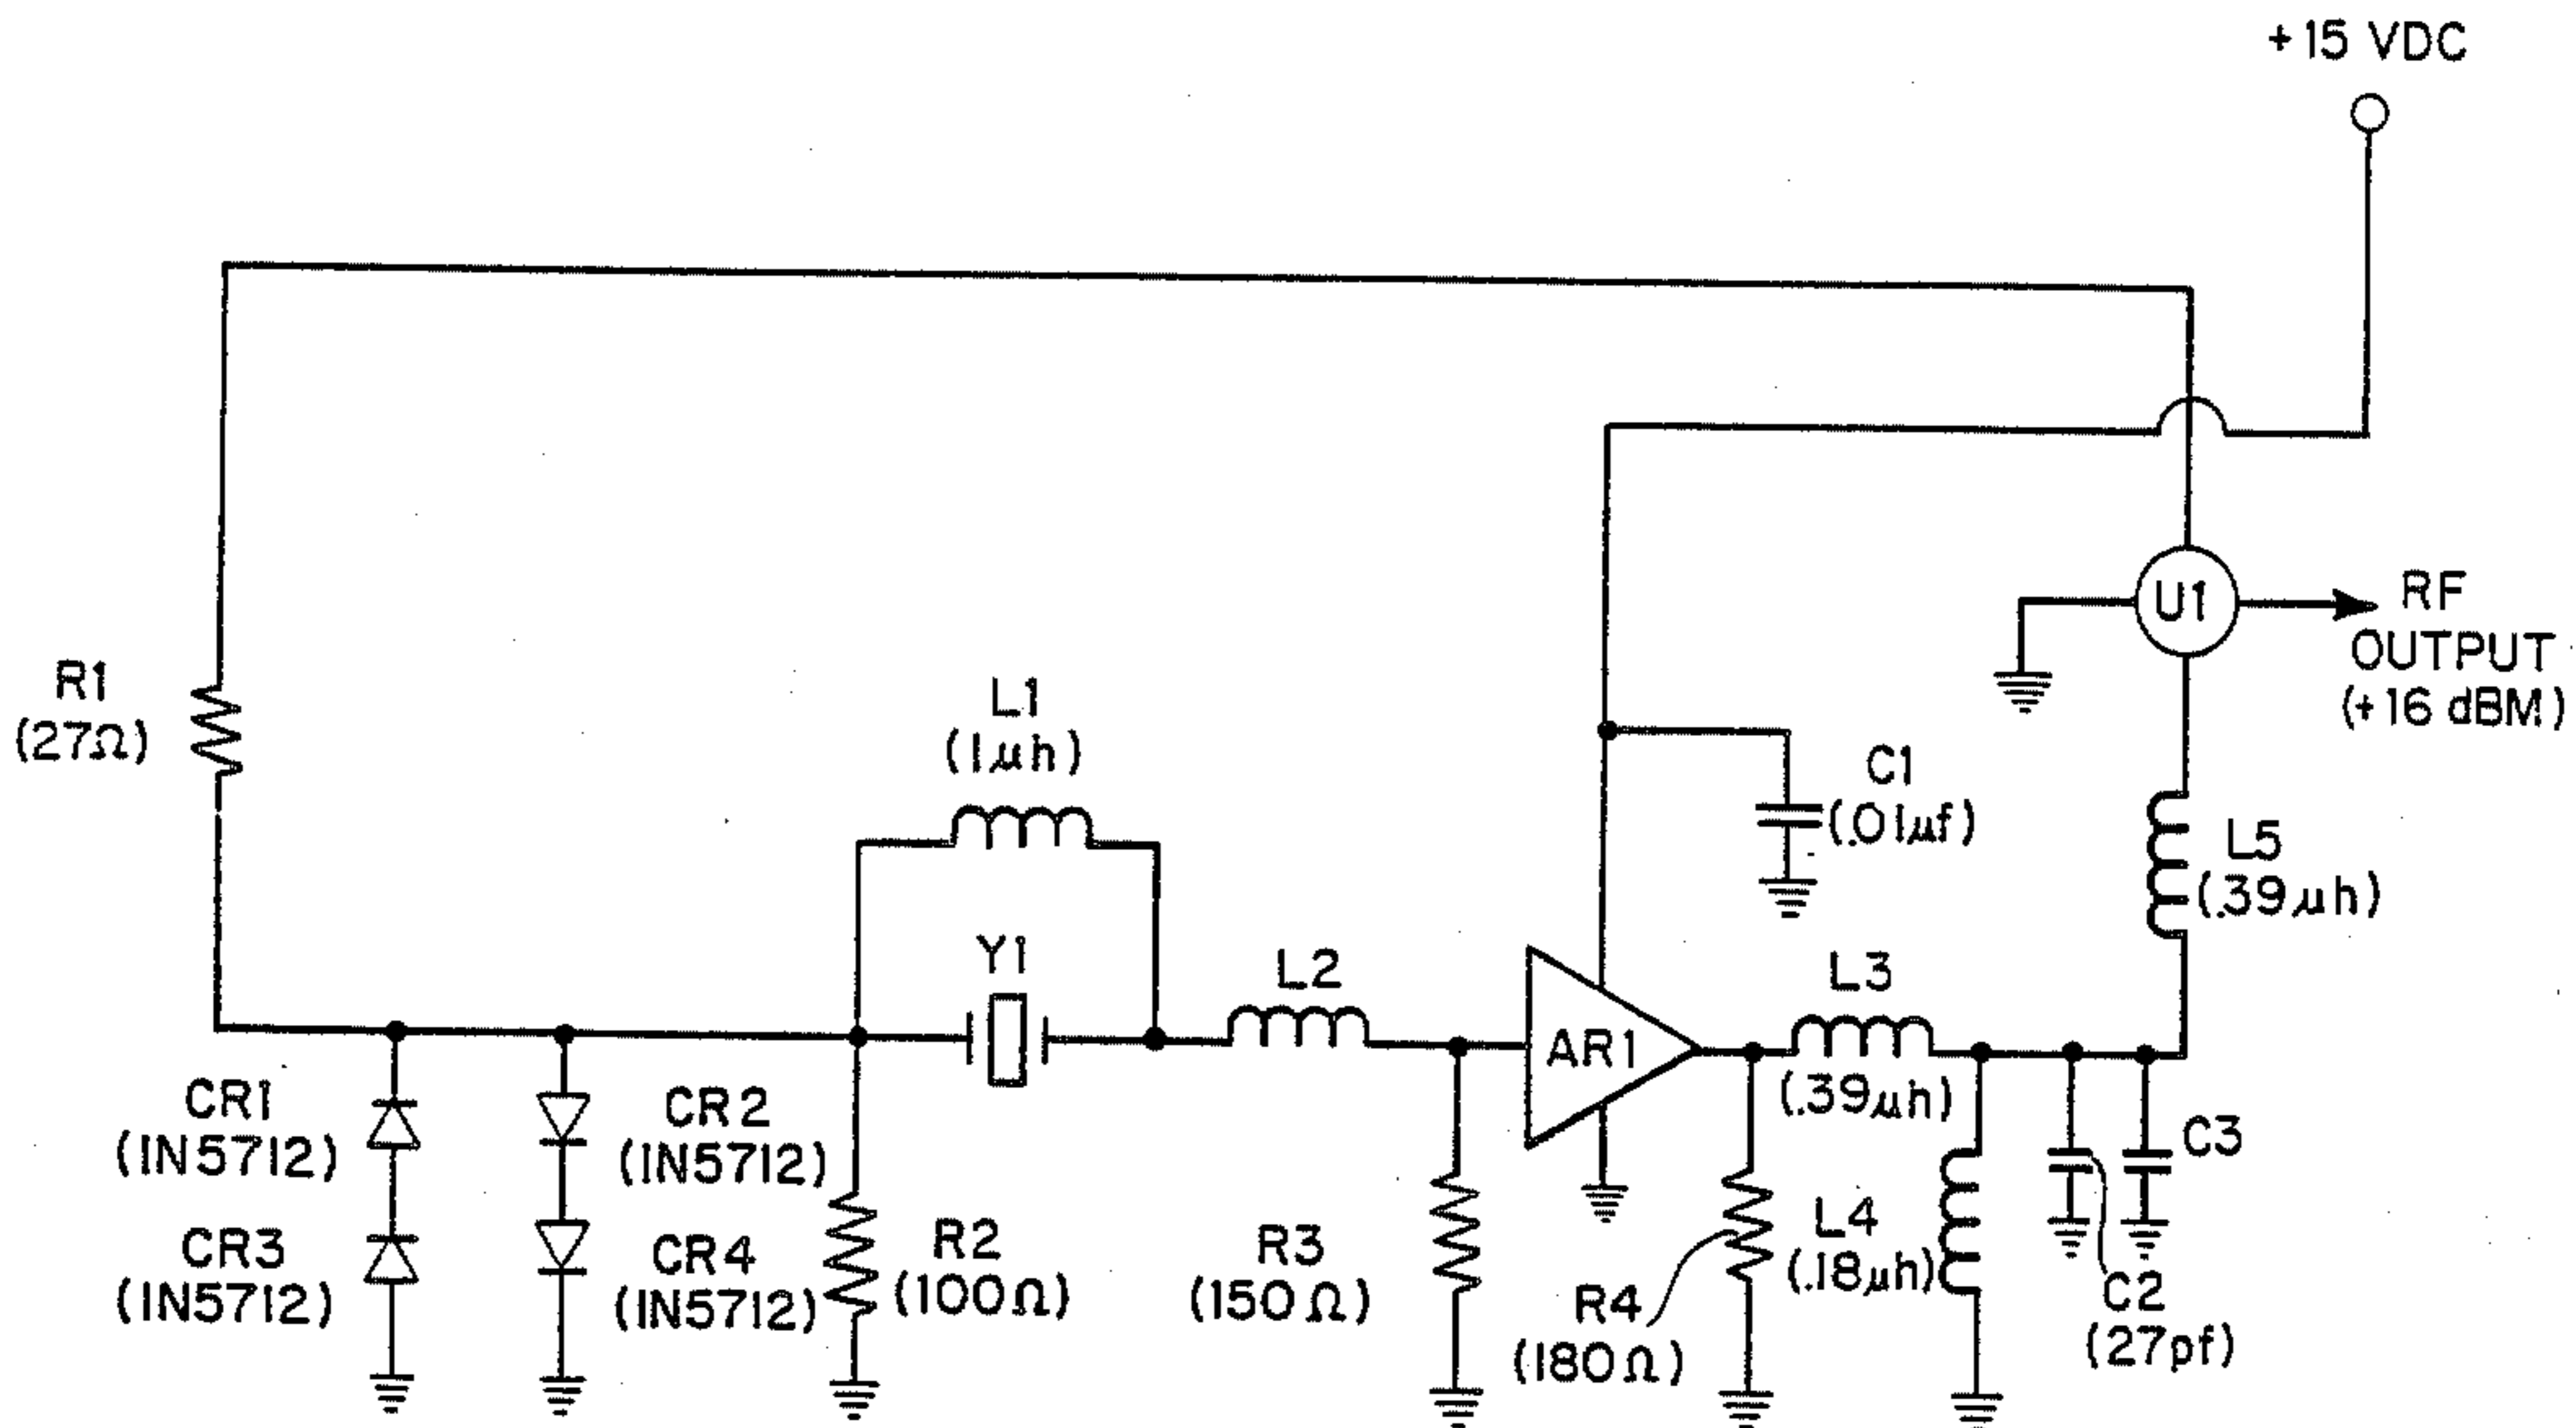 +15 VDC
U1
RF
OUTPUT
(+16 dBM)
R1
(27Ω)
L1
(1μh)
C1
(.01μf)
L5
(.39μh)
Y1
L2
AR1
L3
(.39μh)
CR1
(IN5712)
CR2
(IN5712)
C3
CR3
(IN5712)
CR4
(IN5712)
R2
(100Ω)
R3
(150Ω)
R4
(180Ω)
L4
(.18μh)
C2
(27pf)